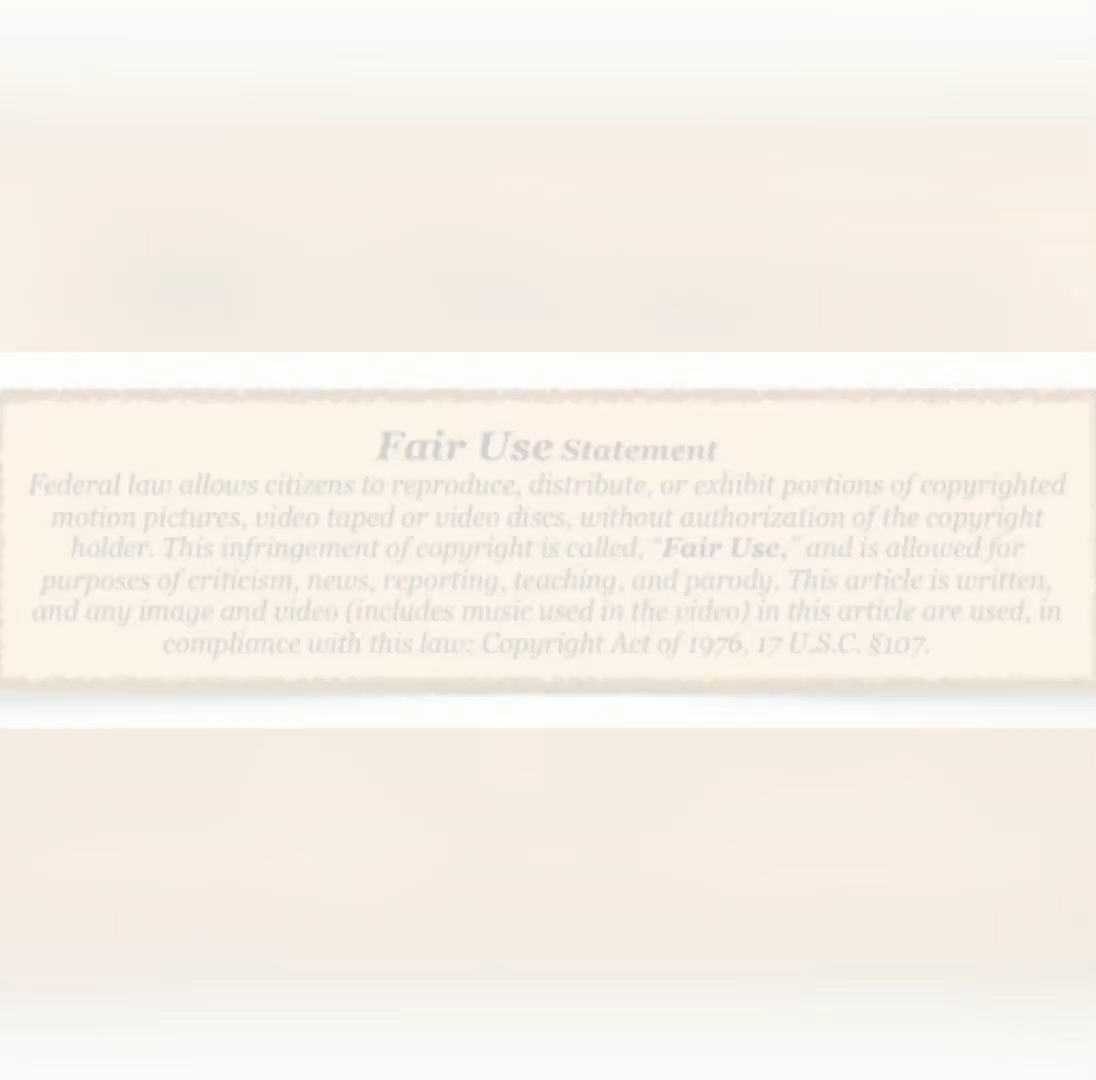 Fair Use Statement
Federal law allows citizens to reproduce, distribute, or exhibit portions of copyrighted
motion pictures, video taped or video discs, without authorization of the copyright
holder. This infringement of copyright is called, “Fair Use,” and is allowed for
purposes of criticism, news, reporting, teaching, and parody. This article is written,
and any image and video (includes music used in the video) in this article are used, in
compliance with this law: Copyright Act of 1976, 17 U.S.C. §107.